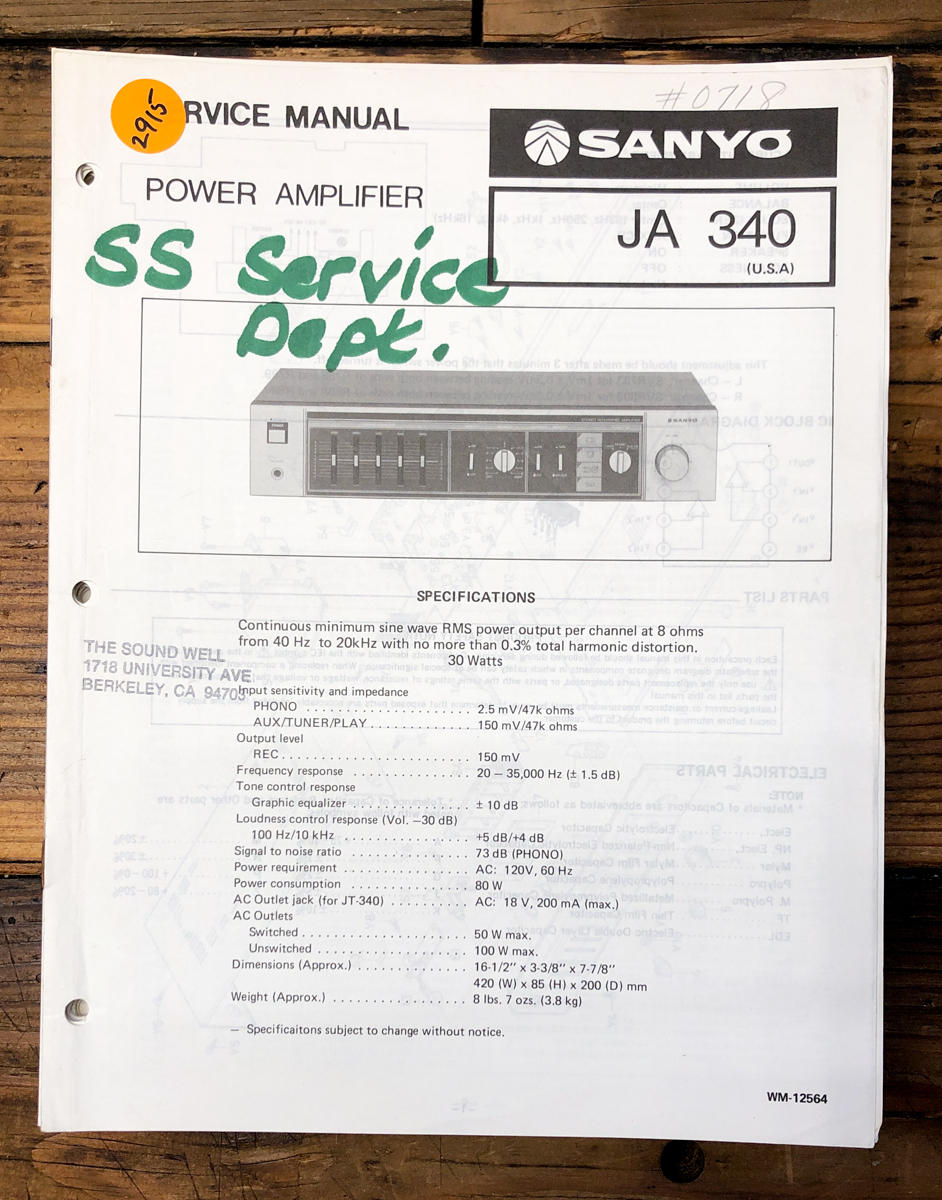 #0718
2915
RVICE MANUAL
SANYO
POWER AMPLIFIER
JA 340
(U.S.A)
SS Service
Dept.
SANYO
SPECIFICATIONS
Continuous minimum sine wave RMS power output per channel at 8 ohms
from 40 Hz to 20kHz with no more than 0.3% total harmonic distortion.
30 Watts
THE SOUND WELL
1718 UNIVERSITY AVE
BERKELEY, CA 94703
Input sensitivity and impedance
PHONO . . . . . . . . . . . . . . . . . . . . . . 2.5 mV/47k ohms
AUX/TUNER/PLAY . . . . . . . . . . . . . 150 mV/47k ohms
Output level
REC . . . . . . . . . . . . . . . . . . . . . . . . . 150 mV
Frequency response . . . . . . . . . . . . . . . 20 – 35,000 Hz (± 1.5 dB)
Tone control response
Graphic equalizer . . . . . . . . . . . . . . . ± 10 dB
Loudness control response (Vol. –30 dB)
100 Hz/10 kHz . . . . . . . . . . . . . . . . +5 dB/+4 dB
Signal to noise ratio . . . . . . . . . . . . . . . 73 dB (PHONO)
Power requirement . . . . . . . . . . . . . . . . AC: 120V, 60 Hz
Power consumption . . . . . . . . . . . . . . . 80 W
AC Outlet jack (for JT-340) . . . . . . . . . . AC: 18 V, 200 mA (max.)
AC Outlets
Switched . . . . . . . . . . . . . . . . . . . . . . 50 W max.
Unswitched . . . . . . . . . . . . . . . . . . . . 100 W max.
Dimensions (Approx.) . . . . . . . . . . . . . . 16-1/2" x 3-3/8" x 7-7/8"
420 (W) x 85 (H) x 200 (D) mm
Weight (Approx.) . . . . . . . . . . . . . . . . . 8 lbs. 7 ozs. (3.8 kg)
– Specificaitons subject to change without notice.
WM-12564